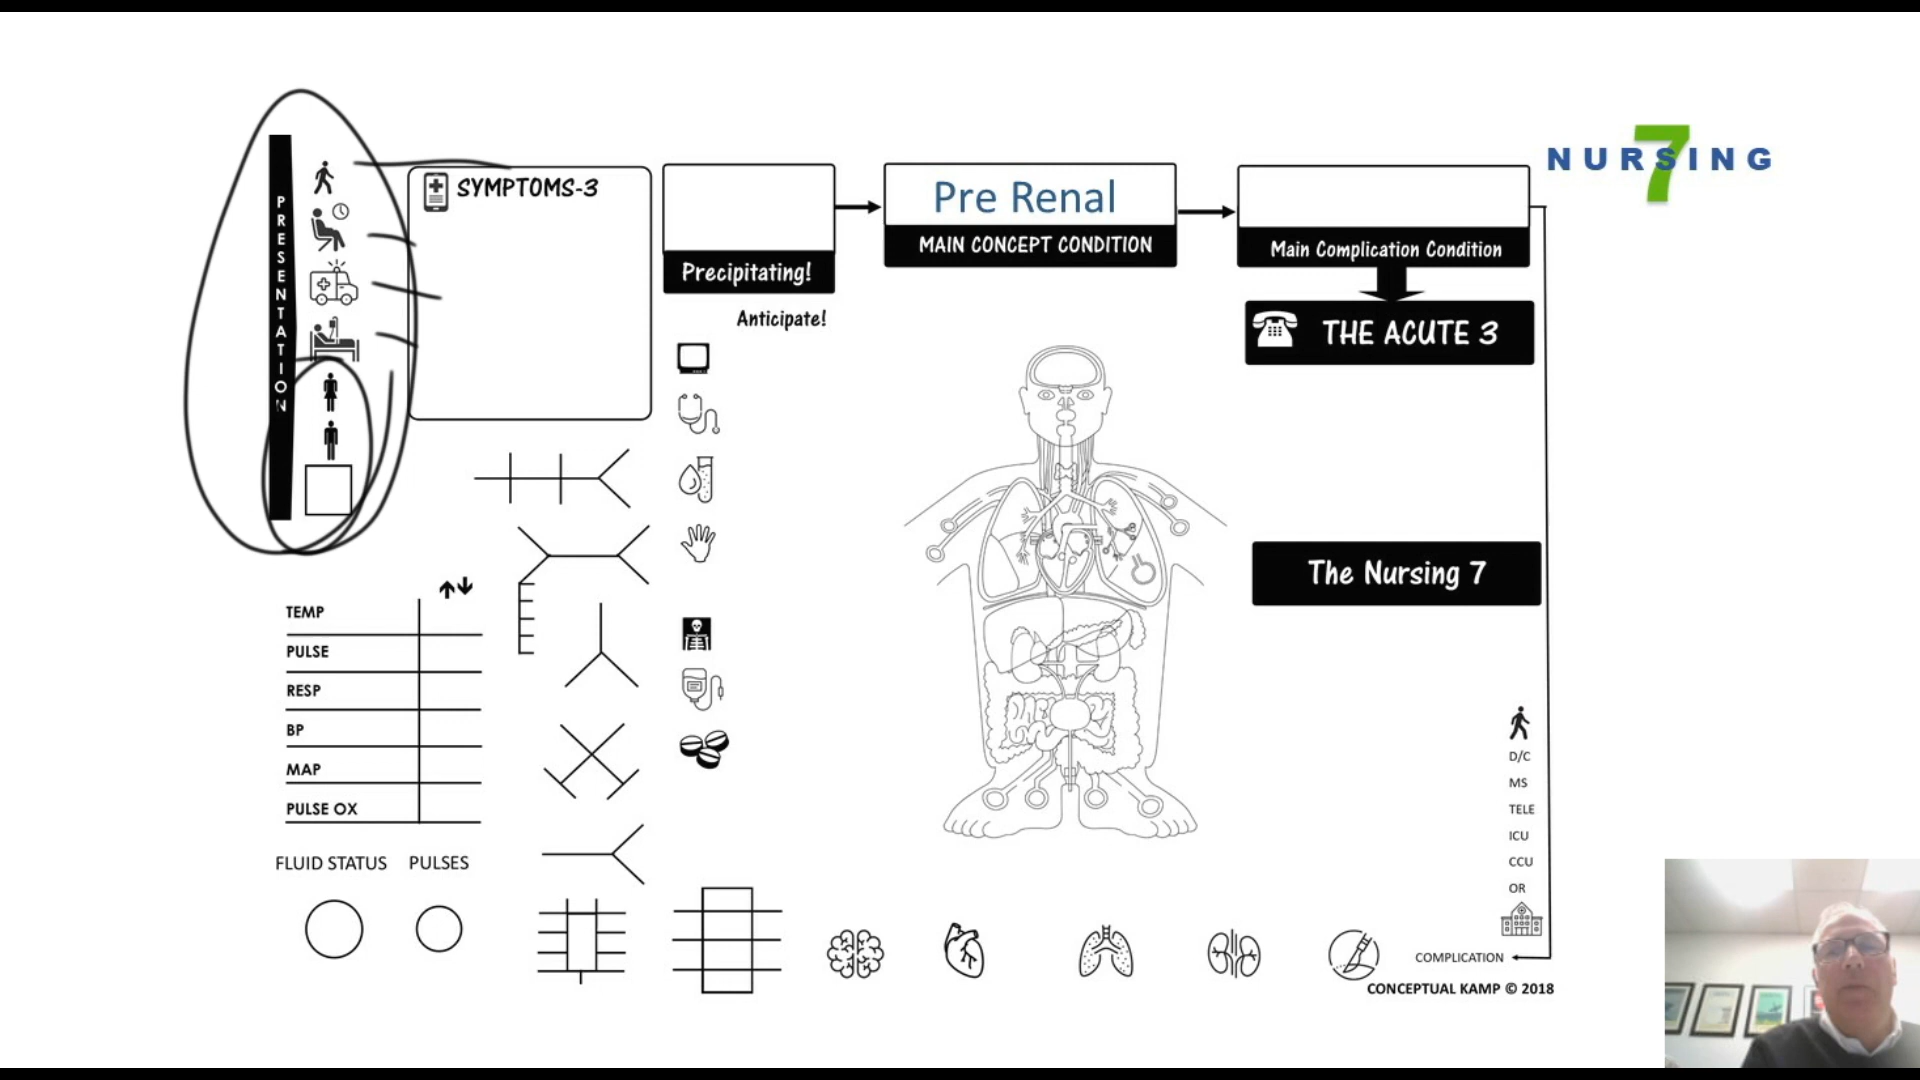 NURSING
7
PRESENTATION
SYMPTOMS-3
Precipitating!
Pre Renal
MAIN CONCEPT CONDITION
Main Complication Condition
Anticipate!
THE ACUTE 3
The Nursing 7
TEMP
PULSE
RESP
BP
MAP
PULSE OX
FLUID STATUS
PULSES
D/C
MS
TELE
ICU
CCU
OR
COMPLICATION
CONCEPTUAL KAMP © 2018